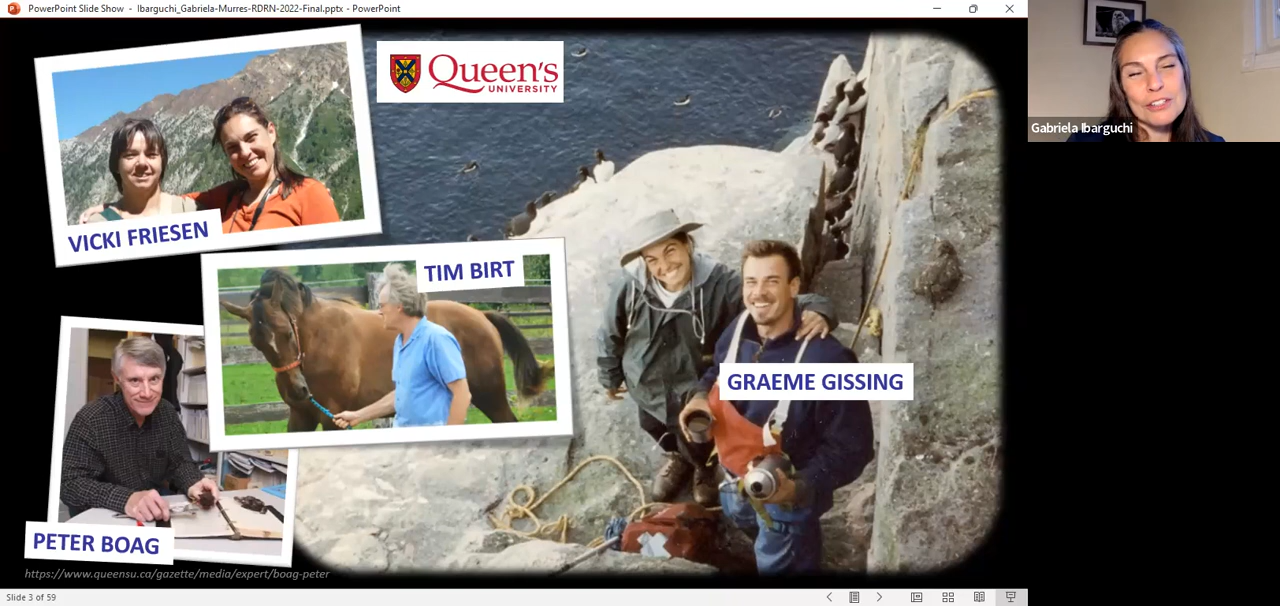 PowerPoint Slide Show - Ibarguchi_Gabriela-Murres-RDRN-2022-Final.pptx - PowerPoint
Queen's
UNIVERSITY
Gabriela Ibarguchi
VICKI FRIESEN
TIM BIRT
GRAEME GISSING
PETER BOAG
https://www.queensu.ca/gazette/media/expert/boag-peter
Slide 3 of 59